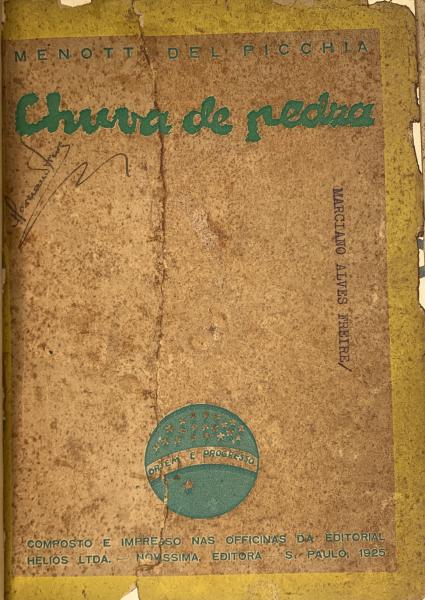 MENOTTI DEL PICCHIA
Chuva de pedra
MARCIANO ALVES FREIRE/
ORDEM E PROGRESSO
COMPOSTO E IMPRESSO NAS OFFICINAS DA EDITORIAL
HELIOS LTDA. — NOVISSIMA, EDITORA S. PAULO, 1925